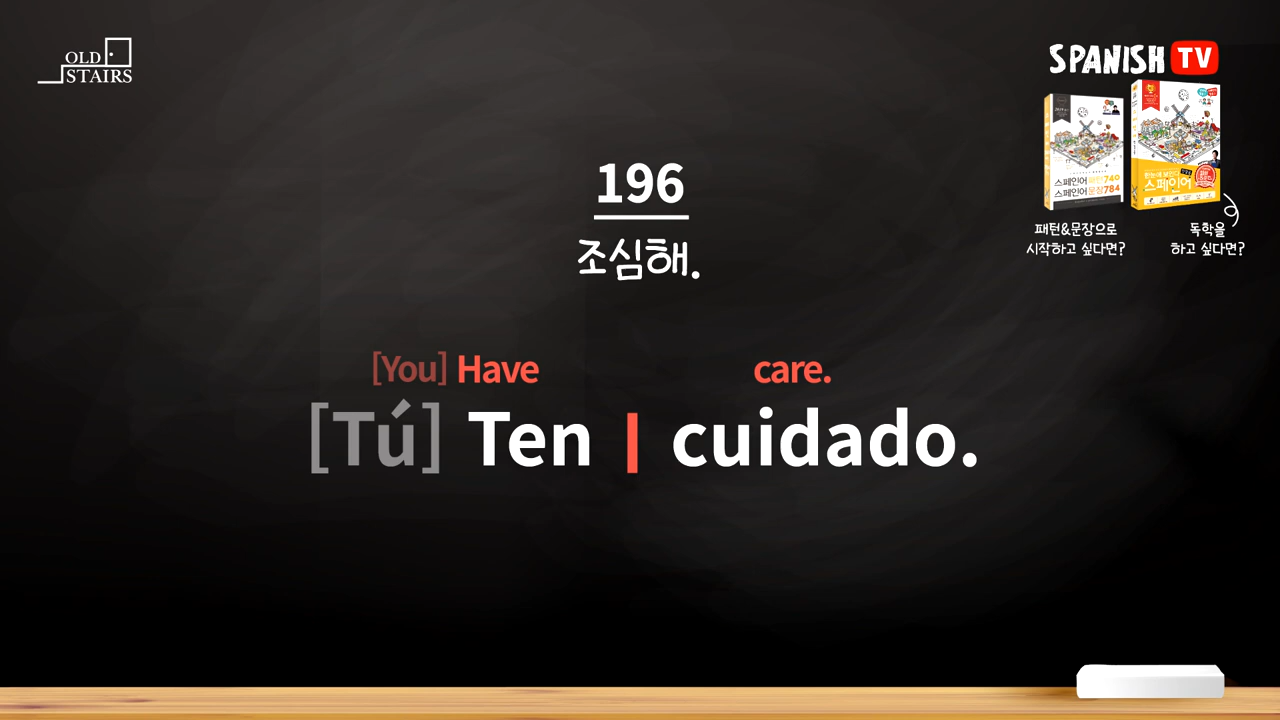 OLD
STAIRS
SPANISH TV
스페인어 패턴740
스페인어 문장784
스페인어
패턴&문장으로
시작하고 싶다면?
독학을
하고 싶다면?
196
조심해.
[You] Have care.
[Tú] Ten | cuidado.